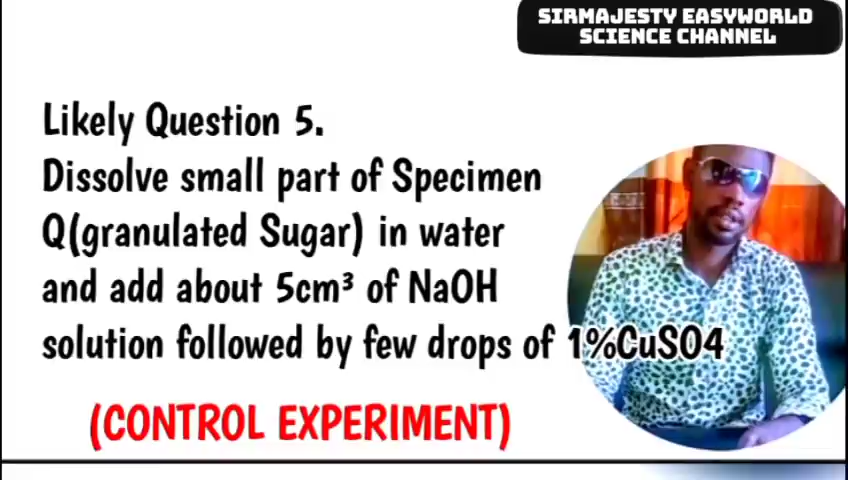 SIRMAJESTY EASYWORLD
SCIENCE CHANNEL
Likely Question 5.
Dissolve small part of Specimen
Q(granulated Sugar) in water
and add about 5cm³ of NaOH
solution followed by few drops of 1%CuSO4
(CONTROL EXPERIMENT)